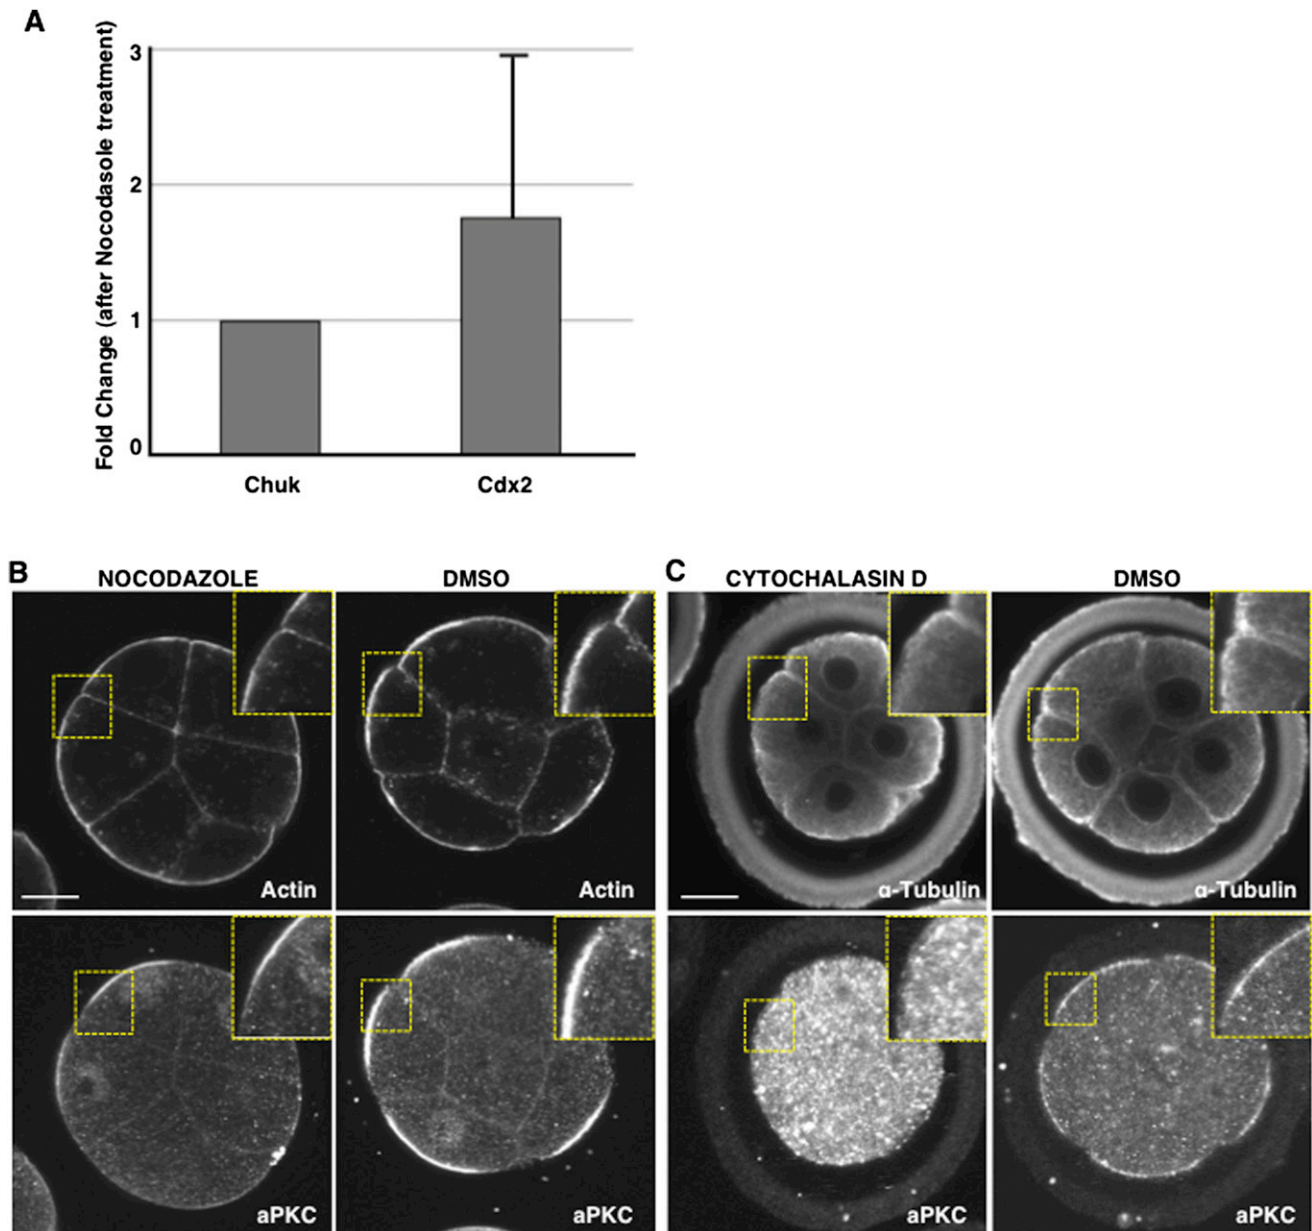 A
Fold Change (after Nocodasole treatment)
3
2
1
0
Chuk
Cdx2
B
NOCODAZOLE
DMSO
C
CYTOCHALASIN D
DMSO
Actin
Actin
α-Tubulin
α-Tubulin
aPKC
aPKC
aPKC
aPKC